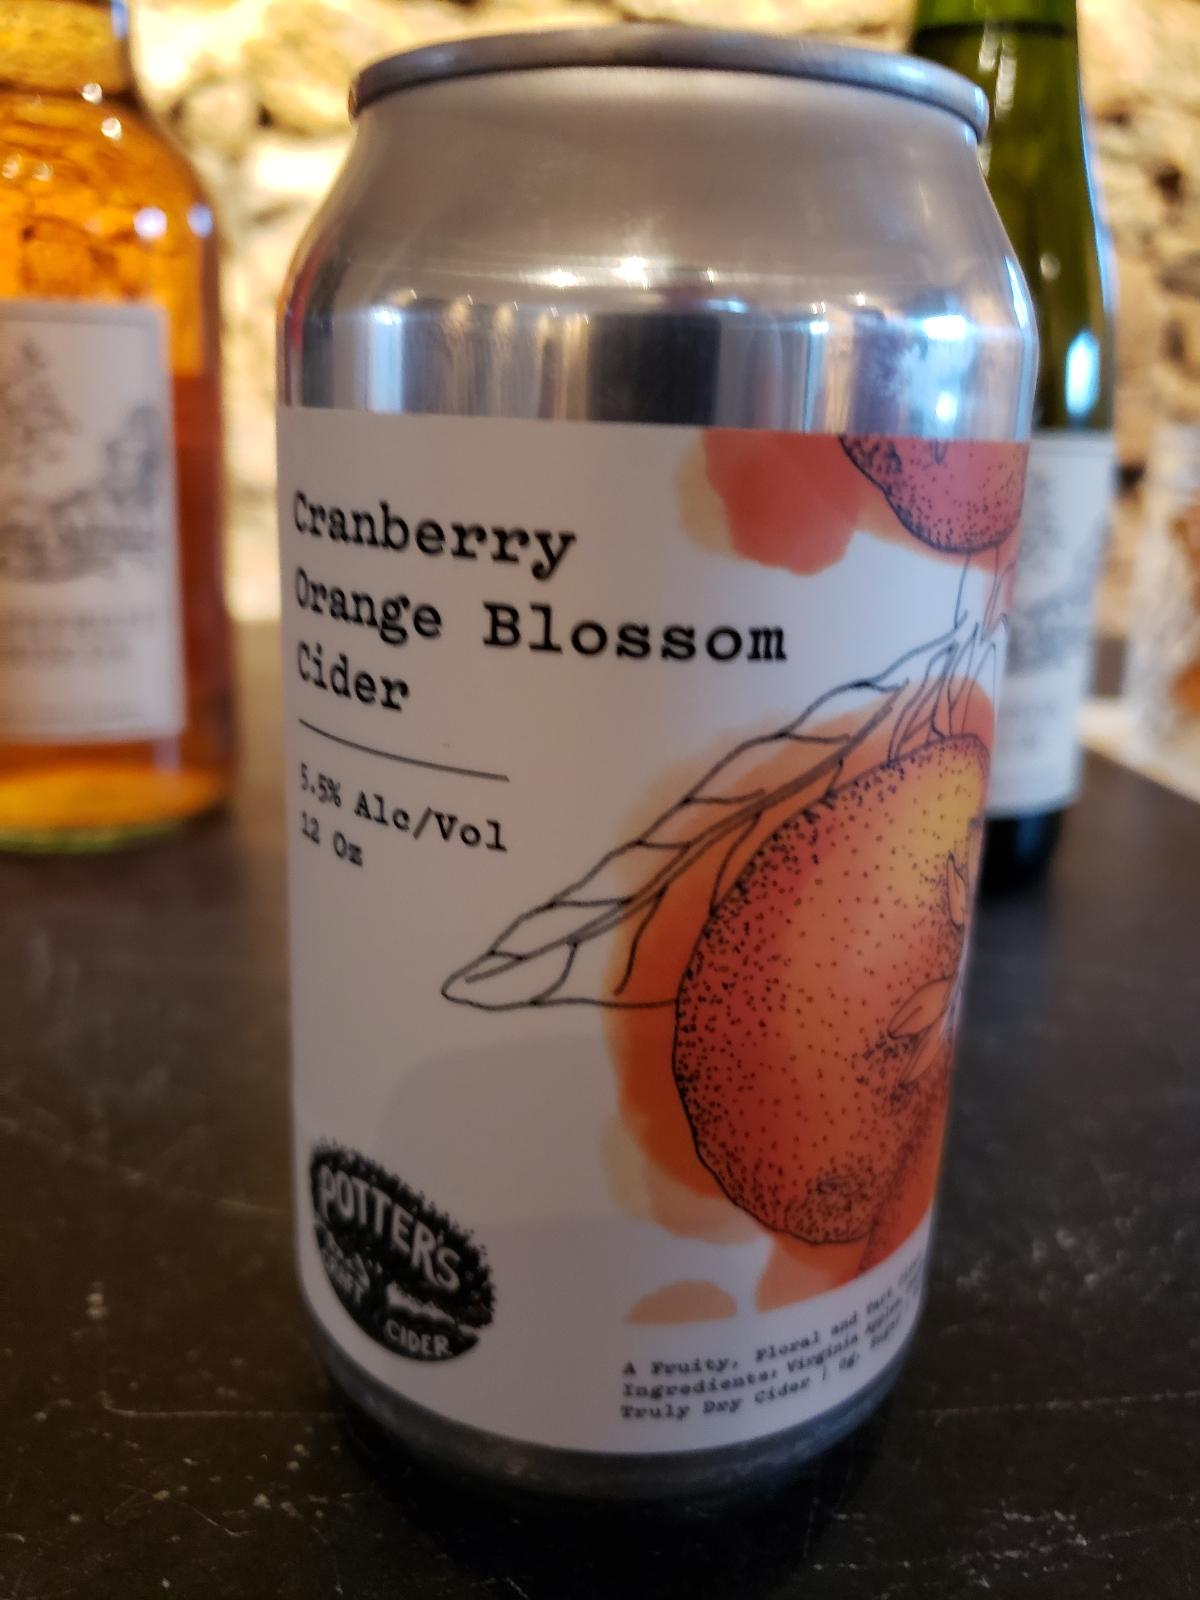 Cranberry
Orange Blossom
Cider
5.5% Alc/Vol
12 Oz
POTTER'S
CRAFT
CIDER
A Fruity, Floral and Tart
Ingredients: Virginia Apples
Truly Dry Cider | 0g. Sugar